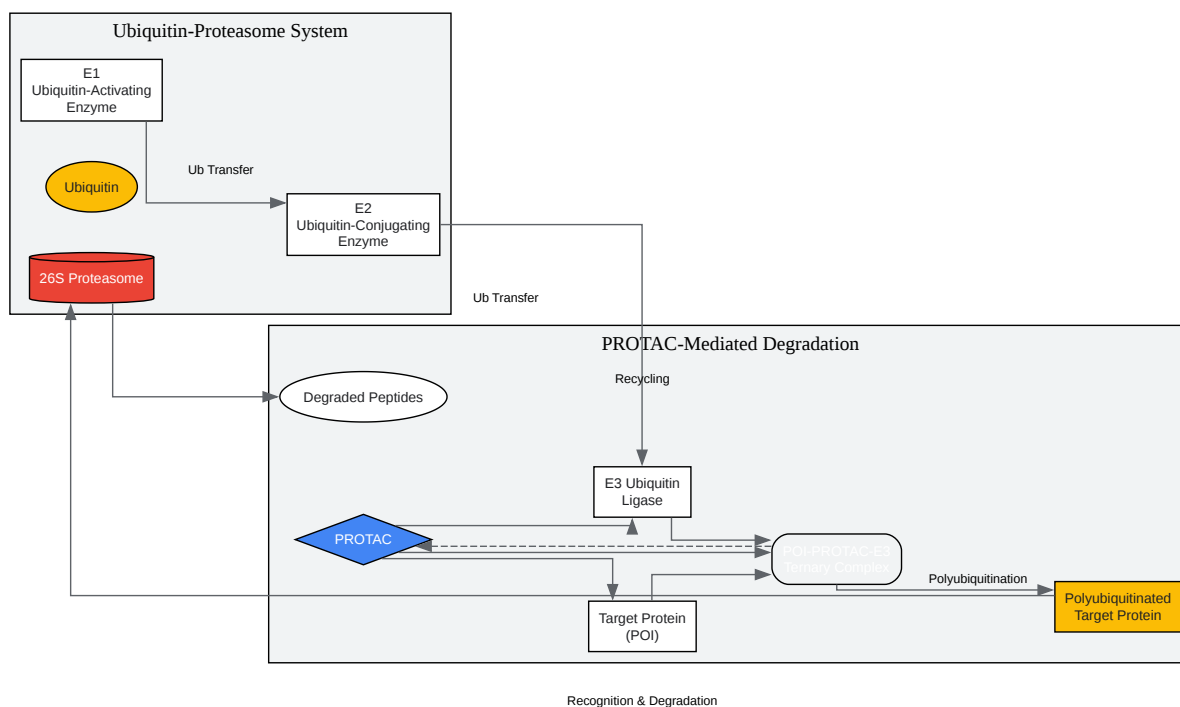 Ubiquitin-Proteasome System
E1
Ubiquitin-Activating
Enzyme
Ub Transfer
Ubiquitin
E2
Ubiquitin-Conjugating
Enzyme
26S Proteasome
Ub Transfer
PROTAC-Mediated Degradation
Recycling
Degraded Peptides
E3 Ubiquitin
Ligase
PROTAC
POI-PROTAC-E3
Ternary Complex
Polyubiquitination
Polyubiquitinated
Target Protein
Target Protein
(POI)
Recognition & Degradation